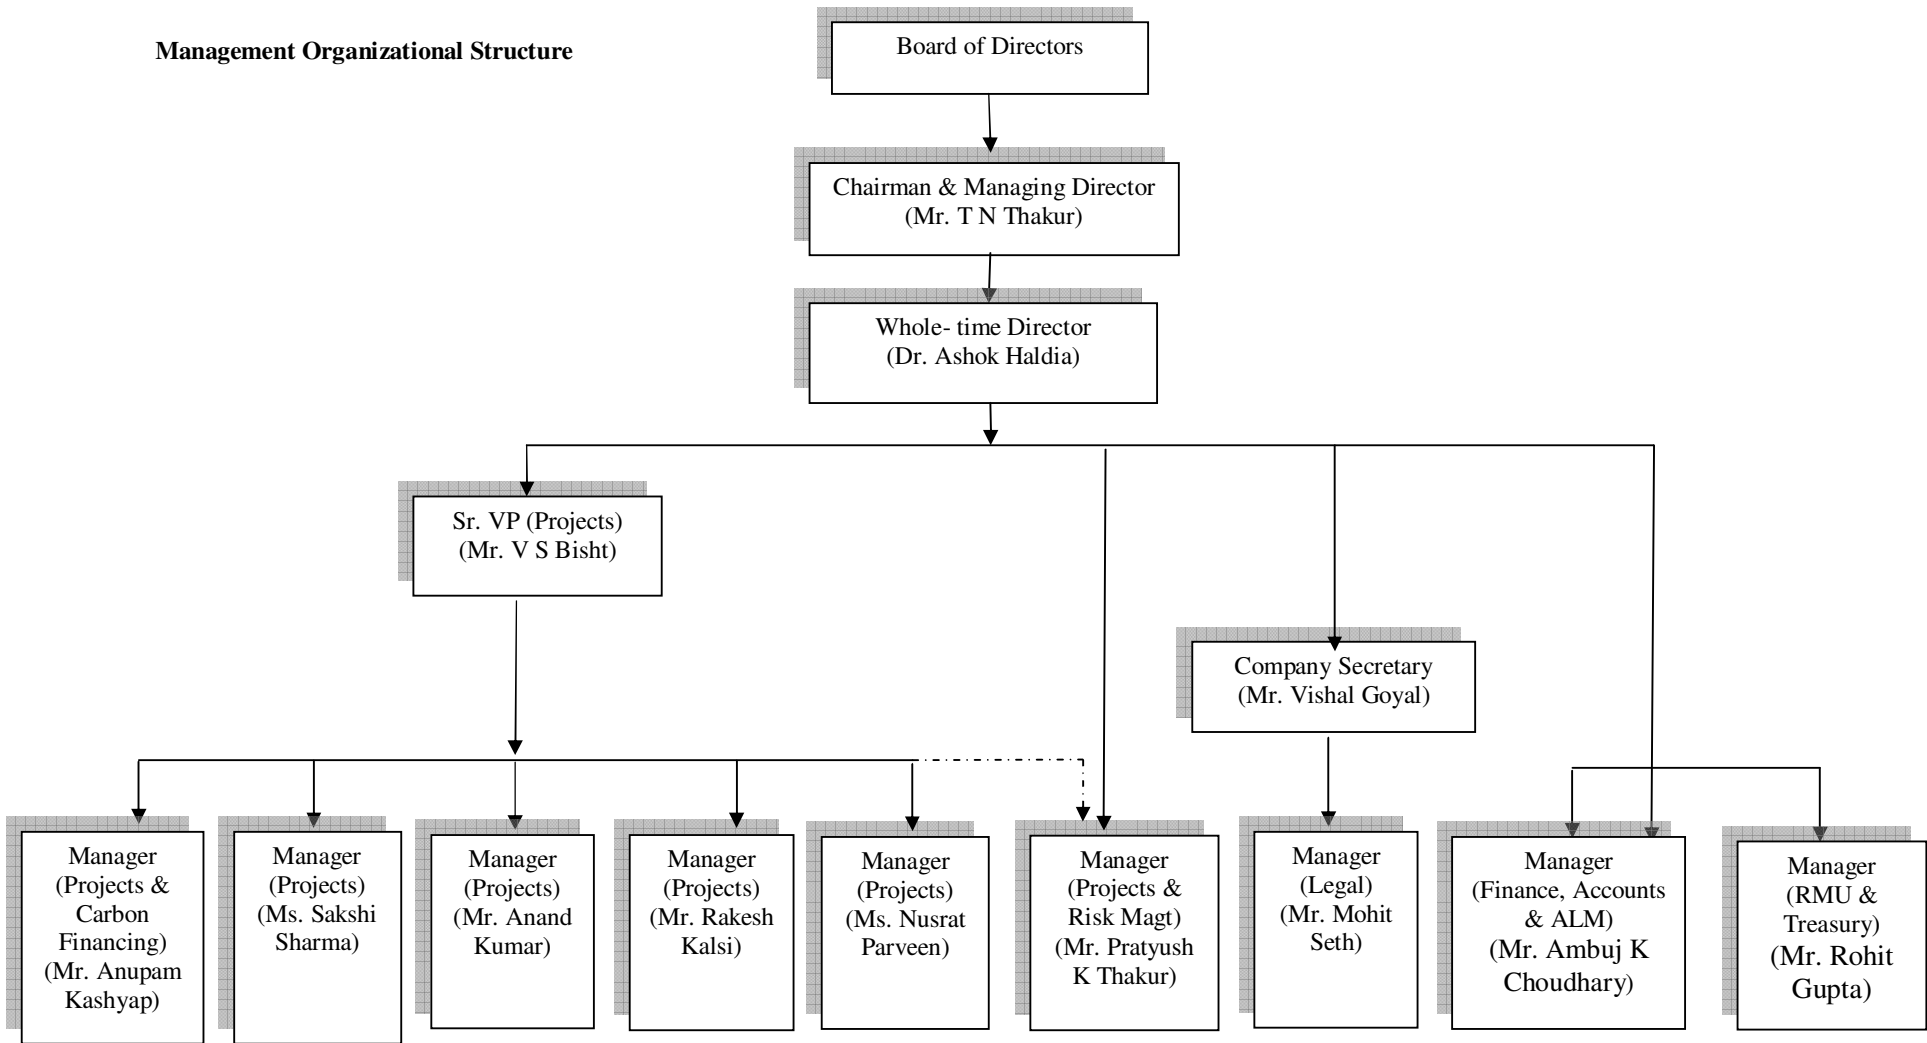 Management Organizational Structure
Board of Directors
Chairman & Managing Director
(Mr. T N Thakur)
Whole- time Director
(Dr. Ashok Haldia)
Sr. VP (Projects)
(Mr. V S Bisht)
Company Secretary
(Mr. Vishal Goyal)
Manager
(Projects &
Carbon
Financing)
(Mr. Anupam
Kashyap)
Manager
(Projects)
(Ms. Sakshi
Sharma)
Manager
(Projects)
(Mr. Anand
Kumar)
Manager
(Projects)
(Mr. Rakesh
Kalsi)
Manager
(Projects)
(Ms. Nusrat
Parveen)
Manager
(Projects &
Risk Magt)
(Mr. Pratyush
K Thakur)
Manager
(Legal)
(Mr. Mohit
Seth)
Manager
(Finance, Accounts
& ALM)
(Mr. Ambuj K
Choudhary)
Manager
(RMU &
Treasury)
(Mr. Rohit
Gupta)